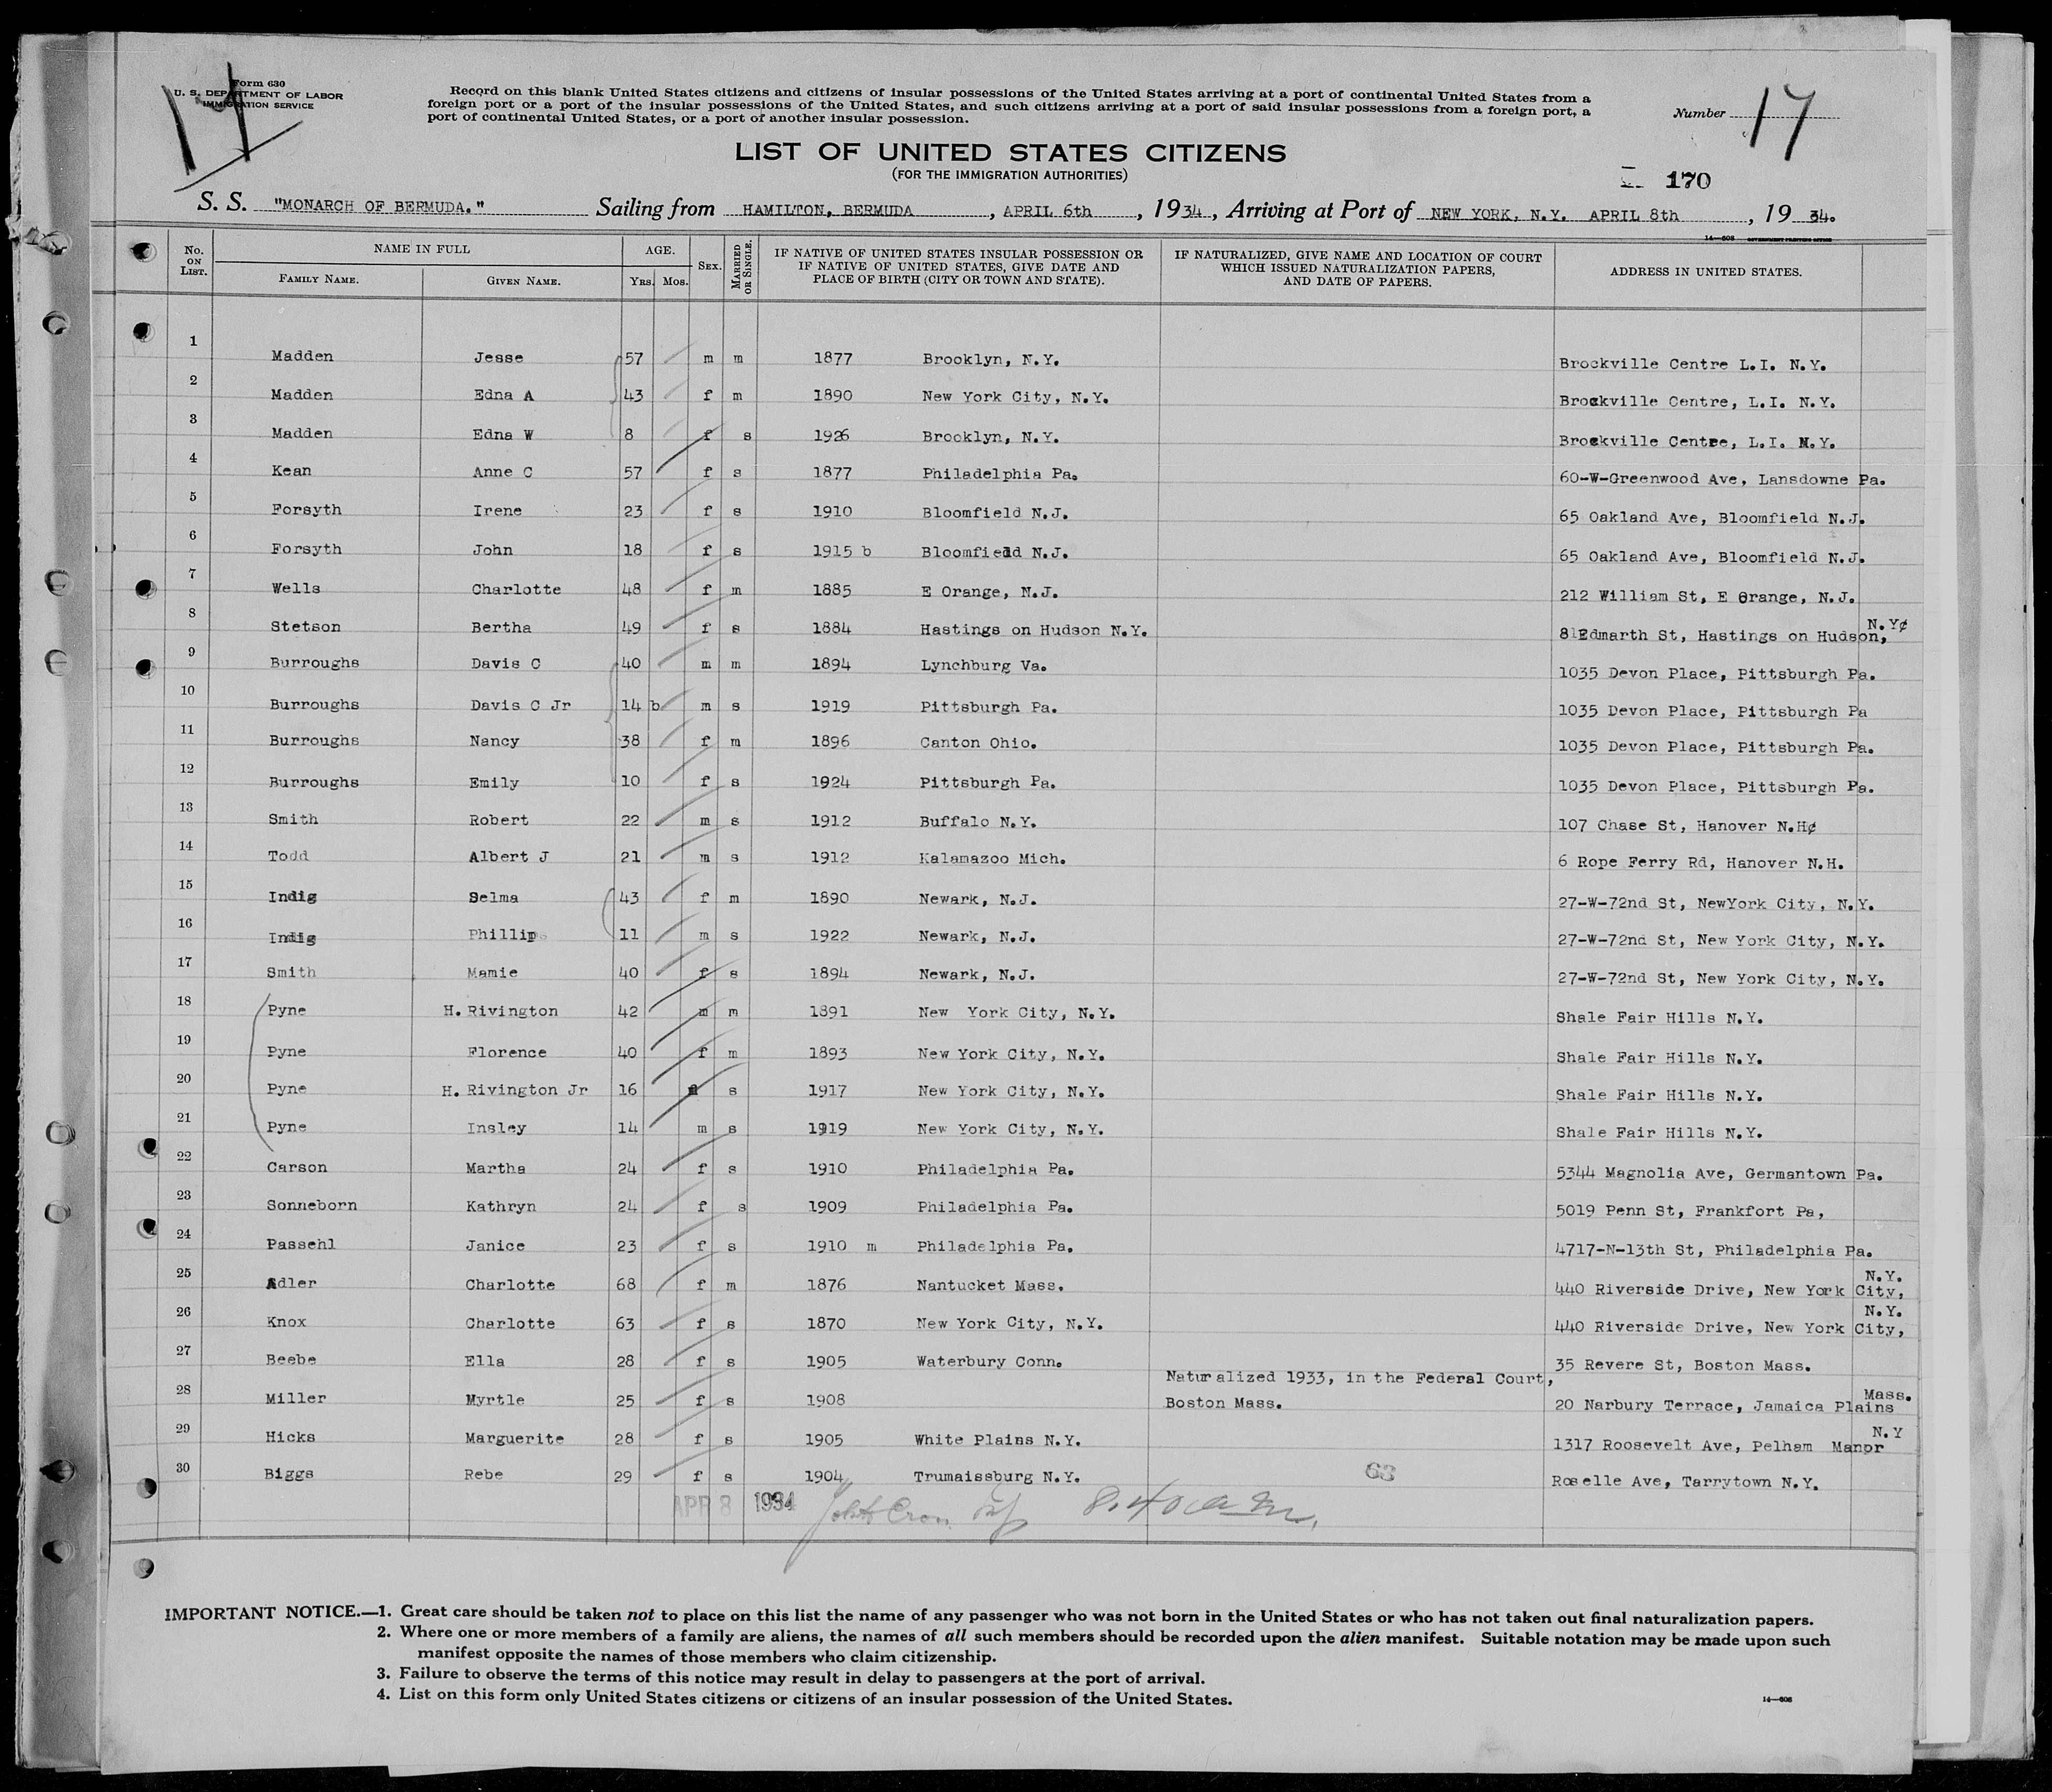 Form 630
U. S. DEPARTMENT OF LABOR
IMMIGRATION SERVICE
17
Record on this blank United States citizens and citizens of insular possessions of the United States arriving at a port of continental United States from a
foreign port or a port of the insular possessions of the United States, and such citizens arriving at a port of said insular possessions from a foreign port, a
port of continental United States, or a port of another insular possession.
Number 17
LIST OF UNITED STATES CITIZENS
(FOR THE IMMIGRATION AUTHORITIES)
170
S. S. "MONARCH OF BERMUDA." Sailing from HAMILTON, BERMUDA, APRIL 6th, 1934, Arriving at Port of NEW YORK, N.Y. APRIL 8th, 19 34.
14—608 GOVERNMENT PRINTING OFFICE
No. ON LIST. NAME IN FULL FAMILY NAME. GIVEN NAME. AGE. YRS. MOS. SEX. MARRIED OR SINGLE. IF NATIVE OF UNITED STATES INSULAR POSSESSION OR IF NATIVE OF UNITED STATES, GIVE DATE AND PLACE OF BIRTH (CITY OR TOWN AND STATE). IF NATURALIZED, GIVE NAME AND LOCATION OF COURT WHICH ISSUED NATURALIZATION PAPERS, AND DATE OF PAPERS. ADDRESS IN UNITED STATES.
1 Madden Jesse 57 m m 1877 Brooklyn, N.Y. Brockville Centre L.I. N.Y.
2 Madden Edna A 43 f m 1890 New York City, N.Y. Brockville Centre, L.I. N.Y.
3 Madden Edna W 8 f s 1926 Brooklyn, N.Y. Brockville Centre, L.I. N.Y.
4 Kean Anne C 57 f s 1877 Philadelphia Pa. 60-W-Greenwood Ave, Lansdowne Pa.
5 Forsyth Irene 23 f s 1910 Bloomfield N.J. 65 Oakland Ave, Bloomfield N.J.
6 Forsyth John 18 f s 1915 b Bloomfield N.J. 65 Oakland Ave, Bloomfield N.J.
7 Wells Charlotte 48 f m 1885 E Orange, N.J. 212 William St, E Orange, N.J.
8 Stetson Bertha 49 f s 1884 Hastings on Hudson N.Y. 81Edmarth St, Hastings on Hudson, N.Y¢
9 Burroughs Davis C 40 m m 1894 Lynchburg Va. 1035 Devon Place, Pittsburgh Pa.
10 Burroughs Davis C Jr 14 b m s 1919 Pittsburgh Pa. 1035 Devon Place, Pittsburgh Pa
11 Burroughs Nancy 38 f m 1896 Canton Ohio. 1035 Devon Place, Pittsburgh Pa.
12 Burroughs Emily 10 f s 1924 Pittsburgh Pa. 1035 Devon Place, Pittsburgh Pa.
13 Smith Robert 22 m s 1912 Buffalo N.Y. 107 Chase St, Hanover N.H¢
14 Todd Albert J 21 m s 1912 Kalamazoo Mich. 6 Rope Ferry Rd, Hanover N.H.
15 Indig Selma 43 f m 1890 Newark, N.J. 27-W-72nd St, NewYork City, N.Y.
16 Indig Phillip 11 m s 1922 Newark, N.J. 27-W-72nd St, New York City, N.Y.
17 Smith Mamie 40 f s 1894 Newark, N.J. 27-W-72nd St, New York City, N.Y.
18 Pyne H. Rivington 42 m m 1891 New York City, N.Y. Shale Fair Hills N.Y.
19 Pyne Florence 40 f m 1893 New York City, N.Y. Shale Fair Hills N.Y.
20 Pyne H. Rivington Jr 16 s 1917 New York City, N.Y. Shale Fair Hills N.Y.
21 Pyne Insley 14 m s 1919 New York City, N.Y. Shale Fair Hills N.Y.
22 Carson Martha 24 f s 1910 Philadelphia Pa. 5344 Magnolia Ave, Germantown Pa.
23 Sonneborn Kathryn 24 f s 1909 Philadelphia Pa. 5019 Penn St, Frankfort Pa,
24 Passehl Janice 23 f s 1910 m Philadelphia Pa. 4717-N-13th St, Philadelphia Pa.
25 Adler Charlotte 68 f m 1876 Nantucket Mass. 440 Riverside Drive, New York City, N.Y.
26 Knox Charlotte 63 f s 1870 New York City, N.Y. 440 Riverside Drive, New York City, N.Y.
27 Beebe Ella 28 f s 1905 Waterbury Conn. 35 Revere St, Boston Mass.
28 Miller Myrtle 25 f s 1908 Naturalized 1933, in the Federal Court, Boston Mass. 20 Narbury Terrace, Jamaica Plains Mass.
29 Hicks Marguerite 28 f s 1905 White Plains N.Y. 1317 Roosevelt Ave, Pelham Manor N.Y
30 Biggs Rebe 29 f s 1904 Trumaissburg N.Y. Roselle Ave, Tarrytown N.Y.
63
APR 8 1934 8.40 a.m.
IMPORTANT NOTICE.—1. Great care should be taken not to place on this list the name of any passenger who was not born in the United States or who has not taken out final naturalization papers.
2. Where one or more members of a family are aliens, the names of all such members should be recorded upon the alien manifest. Suitable notation may be made upon such
manifest opposite the names of those members who claim citizenship.
3. Failure to observe the terms of this notice may result in delay to passengers at the port of arrival.
4. List on this form only United States citizens or citizens of an insular possession of the United States.
14—608